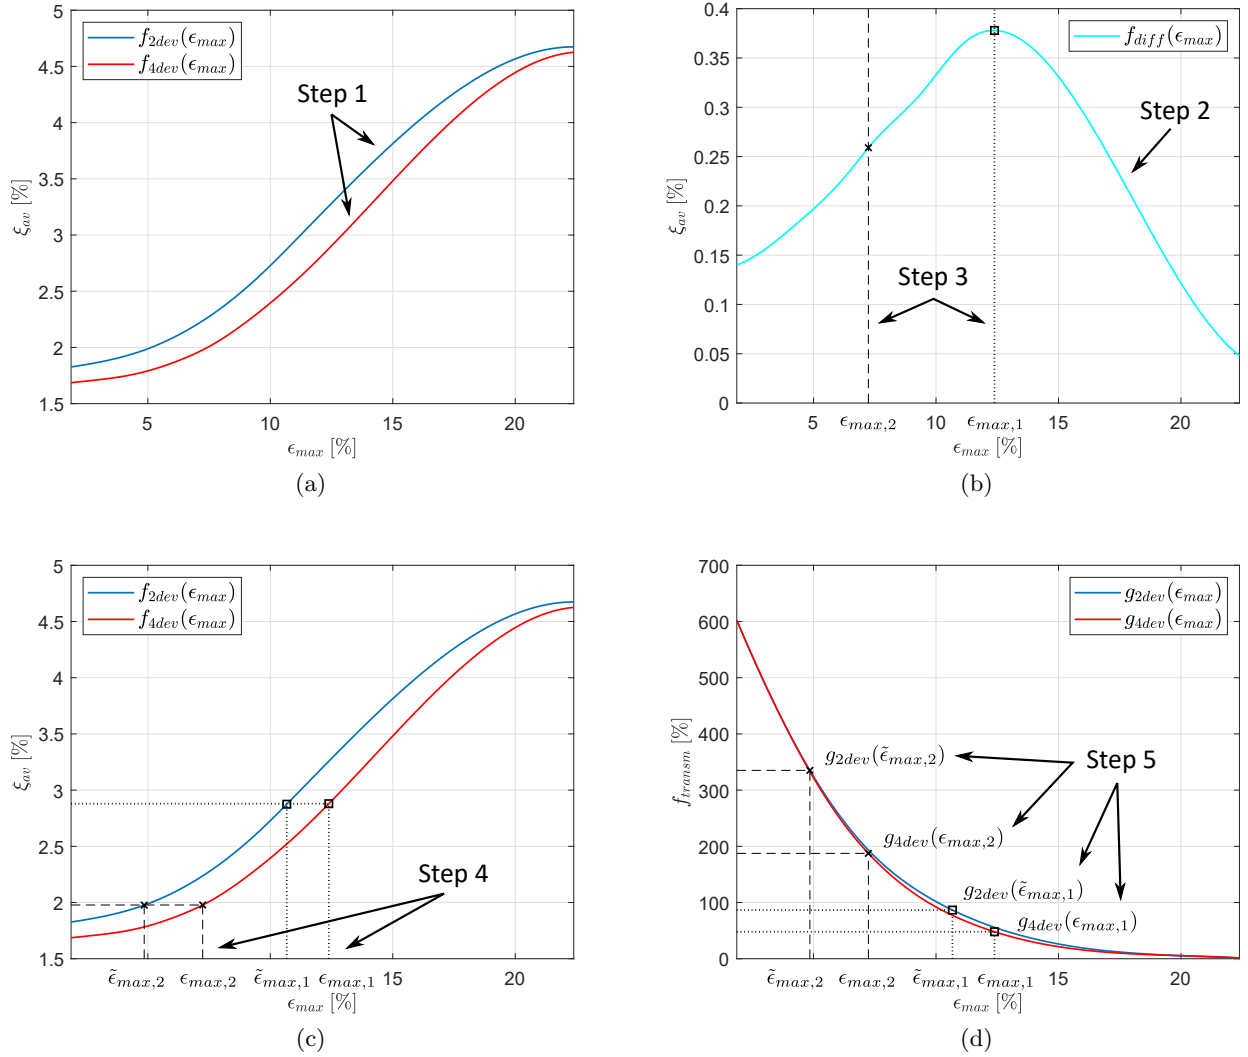 5
4.5
4
3.5
3
2.5
2
1.5
ξav [%]
f2dev(ϵmax)
f4dev(ϵmax)
Step 1
5 10 15 20
ϵmax [%]
(a)
0.4
0.35
0.3
0.25
0.2
0.15
0.1
0.05
0
ξav [%]
fdiff(ϵmax)
Step 2
Step 3
5 ϵmax,2 10 ϵmax,1 15 20
ϵmax [%]
(b)
5
4.5
4
3.5
3
2.5
2
1.5
ξav [%]
f2dev(ϵmax)
f4dev(ϵmax)
Step 4
ϵ̃max,2 ϵmax,2 ϵ̃max,1 ϵmax,1 15 20
ϵmax [%]
(c)
700
600
500
400
300
200
100
0
ftransm [%]
g2dev(ϵmax)
g4dev(ϵmax)
g2dev(ϵ̃max,2)
Step 5
g4dev(ϵmax,2)
g2dev(ϵ̃max,1)
g4dev(ϵmax,1)
ϵ̃max,2 ϵmax,2 ϵ̃max,1 ϵmax,1 15 20
ϵmax [%]
(d)